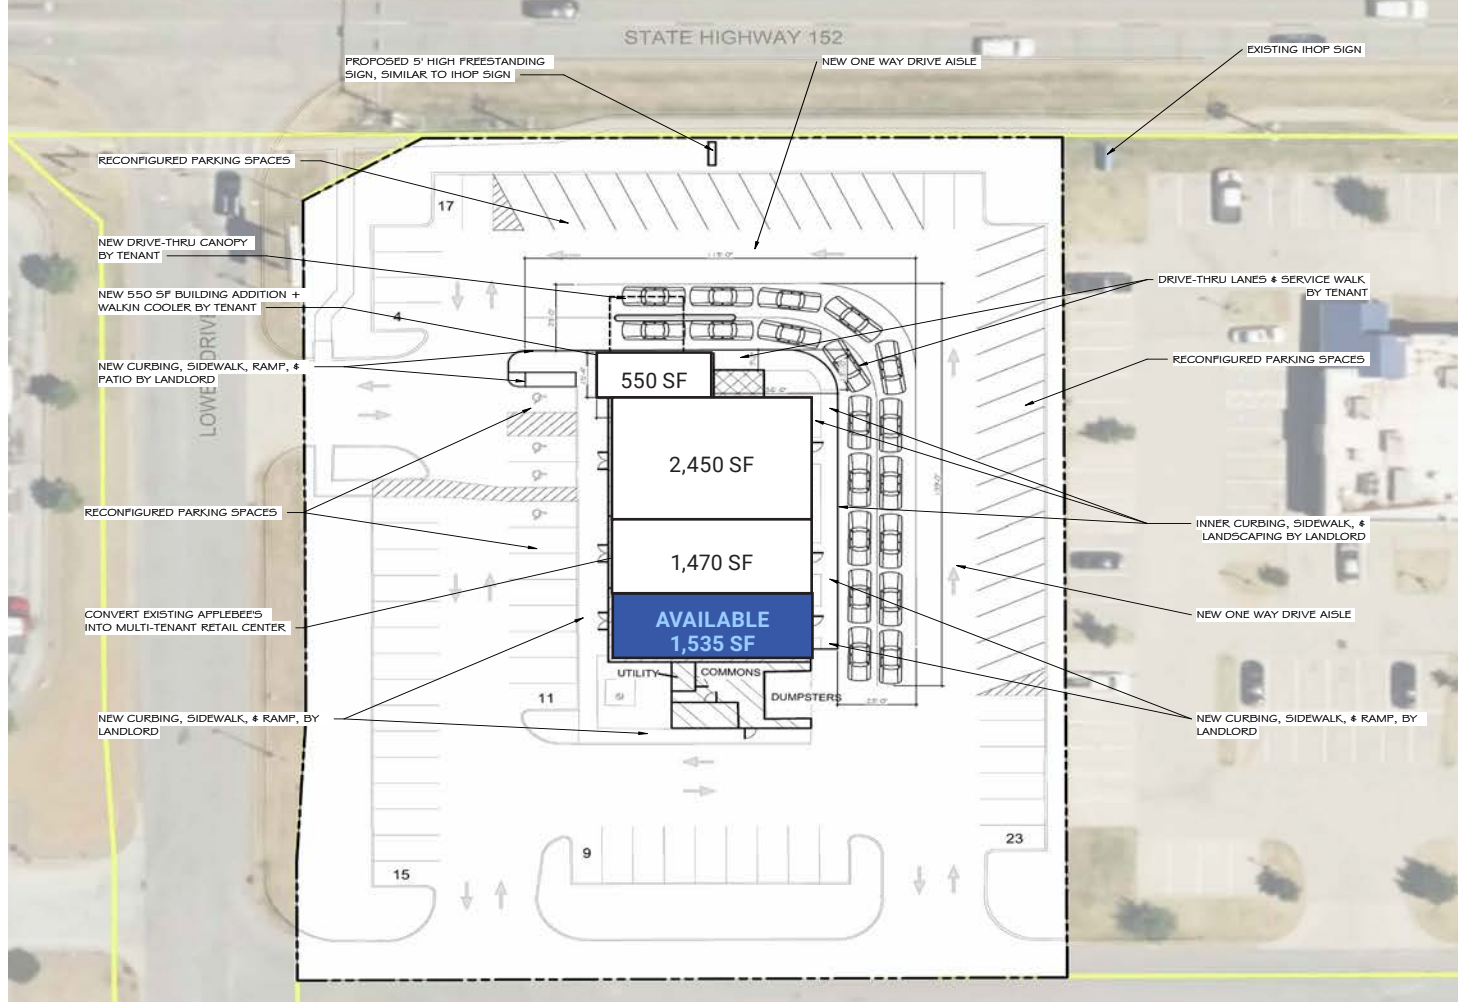 STATE HIGHWAY 152
EXISTING IHOP SIGN
PROPOSED 5' HIGH FREESTANDING
SIGN, SIMILAR TO IHOP SIGN
NEW ONE WAY DRIVE AISLE
RECONFIGURED PARKING SPACES
17
NEW DRIVE-THRU CANOPY
BY TENANT
115'-0"
DRIVE-THRU LANES & SERVICE WALK
BY TENANT
NEW 550 SF BUILDING ADDITION +
WALKIN COOLER BY TENANT
4
RECONFIGURED PARKING SPACES
NEW CURBING, SIDEWALK, RAMP, &
PATIO BY LANDLORD
550 SF
2,450 SF
RECONFIGURED PARKING SPACES
INNER CURBING, SIDEWALK, &
LANDSCAPING BY LANDLORD
1,470 SF
CONVERT EXISTING APPLEBEE'S
INTO MULTI-TENANT RETAIL CENTER
NEW ONE WAY DRIVE AISLE
AVAILABLE
1,535 SF
UTILITY
COMMONS
DUMPSTERS
11
NEW CURBING, SIDEWALK, & RAMP, BY
LANDLORD
NEW CURBING, SIDEWALK, & RAMP, BY
LANDLORD
9
23
15